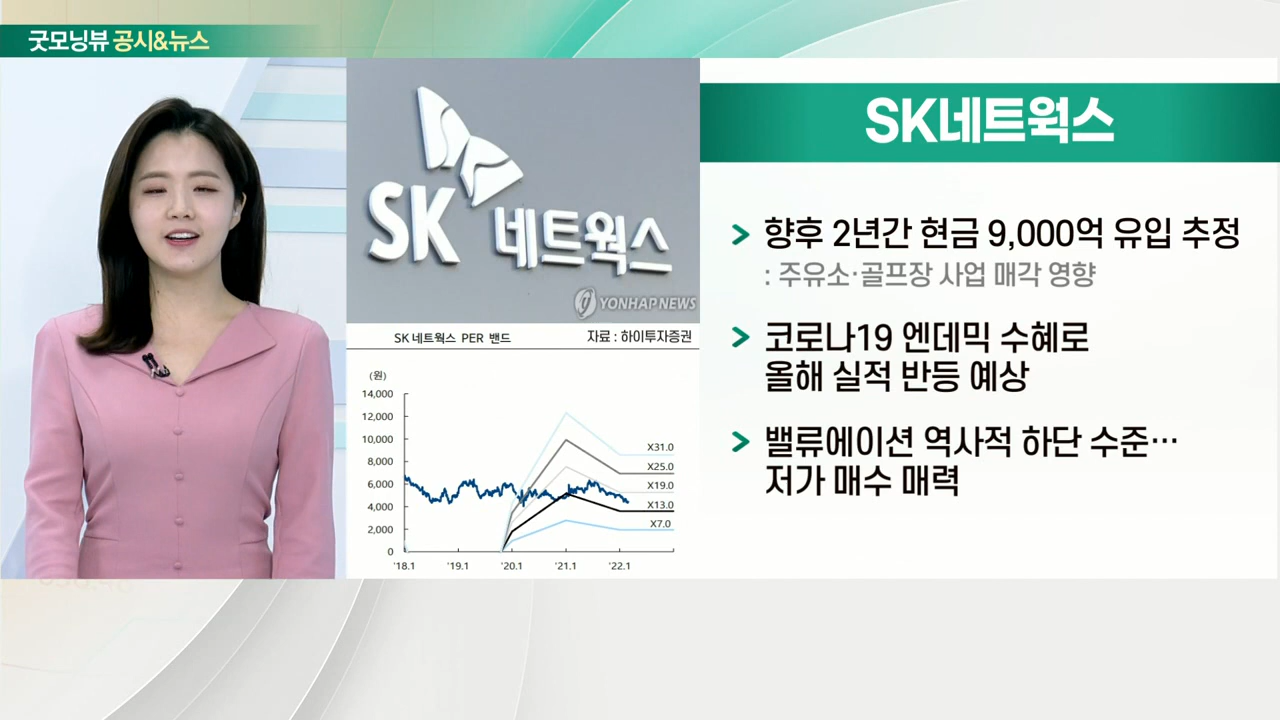 굿모닝뷰 공시&뉴스
SK 네트웍스
YONHAP NEWS
SK 네트웍스 PER 밴드
자료 : 하이투자증권
(원)
14,000
12,000
10,000
8,000
6,000
4,000
2,000
0
X31.0
X25.0
X19.0
X13.0
X7.0
'18.1 '19.1 '20.1 '21.1 '22.1
SK네트웍스
향후 2년간 현금 9,000억 유입 추정
: 주유소·골프장 사업 매각 영향
코로나19 엔데믹 수혜로
올해 실적 반등 예상
밸류에이션 역사적 하단 수준…
저가 매수 매력